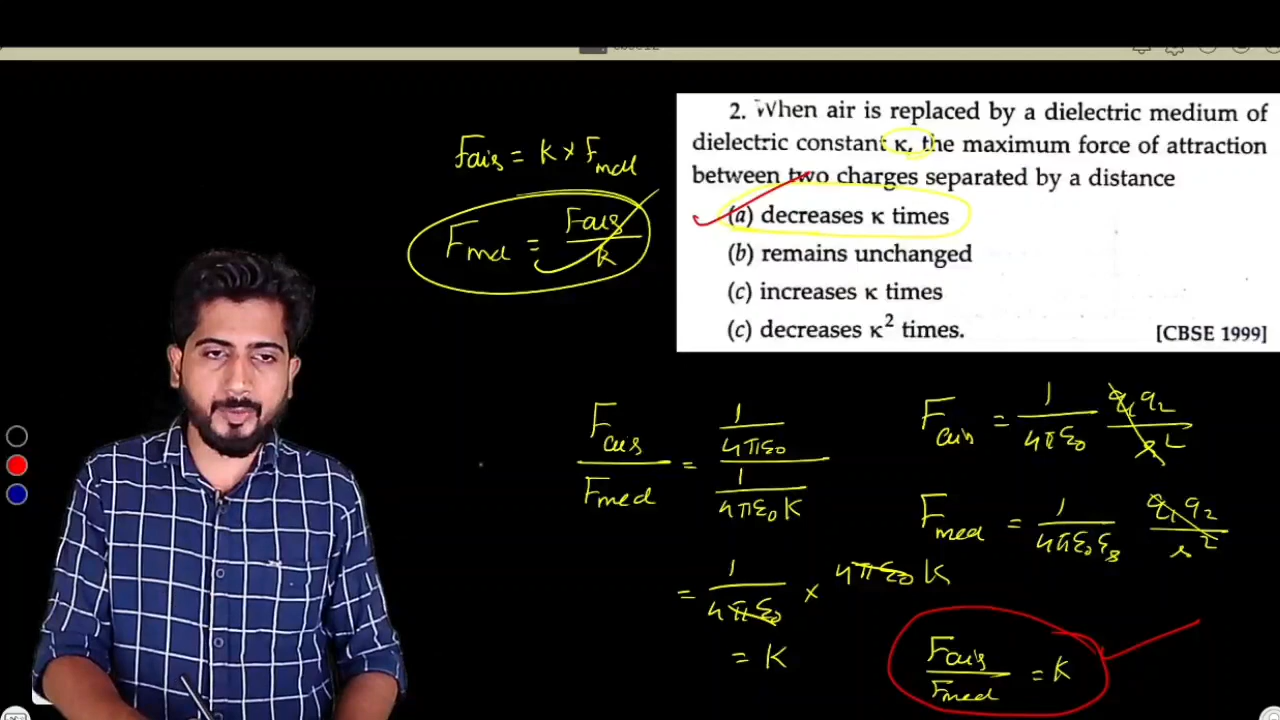 2. When air is replaced by a dielectric medium of
dielectric constant κ, the maximum force of attraction
between two charges separated by a distance
(a) decreases κ times
(b) remains unchanged
(c) increases κ times
(c) decreases κ² times.
[CBSE 1999]
Fair = K × Fmed
Fmed = Fair / K
Fair / Fmed = 1/4πε₀ / 1/4πε₀K
= 1/4πε₀ × 4πε₀ K
= K
Fair = 1/4πε₀ q₁q₂/r²
Fmed = 1/4πε₀εr q₁q₂/r²
Fair / Fmed = K